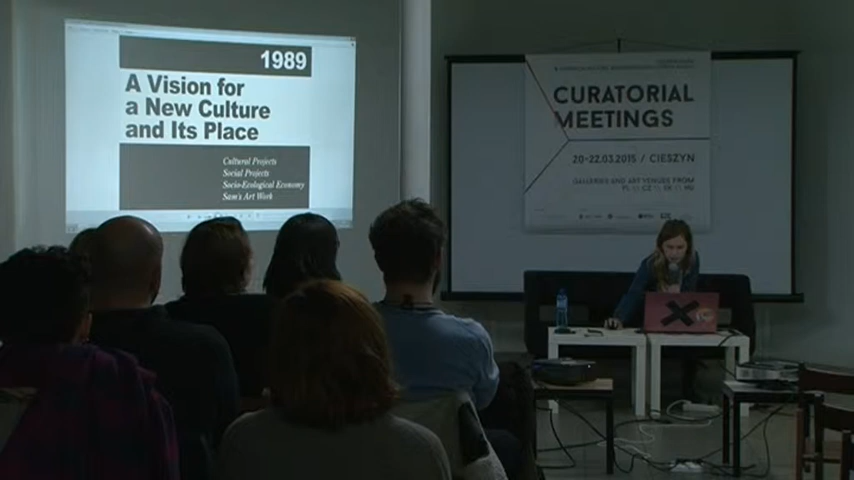 1989
A Vision for
a New Culture
and Its Place
Cultural Projects
Social Projects
Socio-Ecological Economy
Sam's Art Work
CURATORIAL
MEETINGS
20-22.03.2015 / CIESZYN
GALLERIES AND ART VENUES FROM